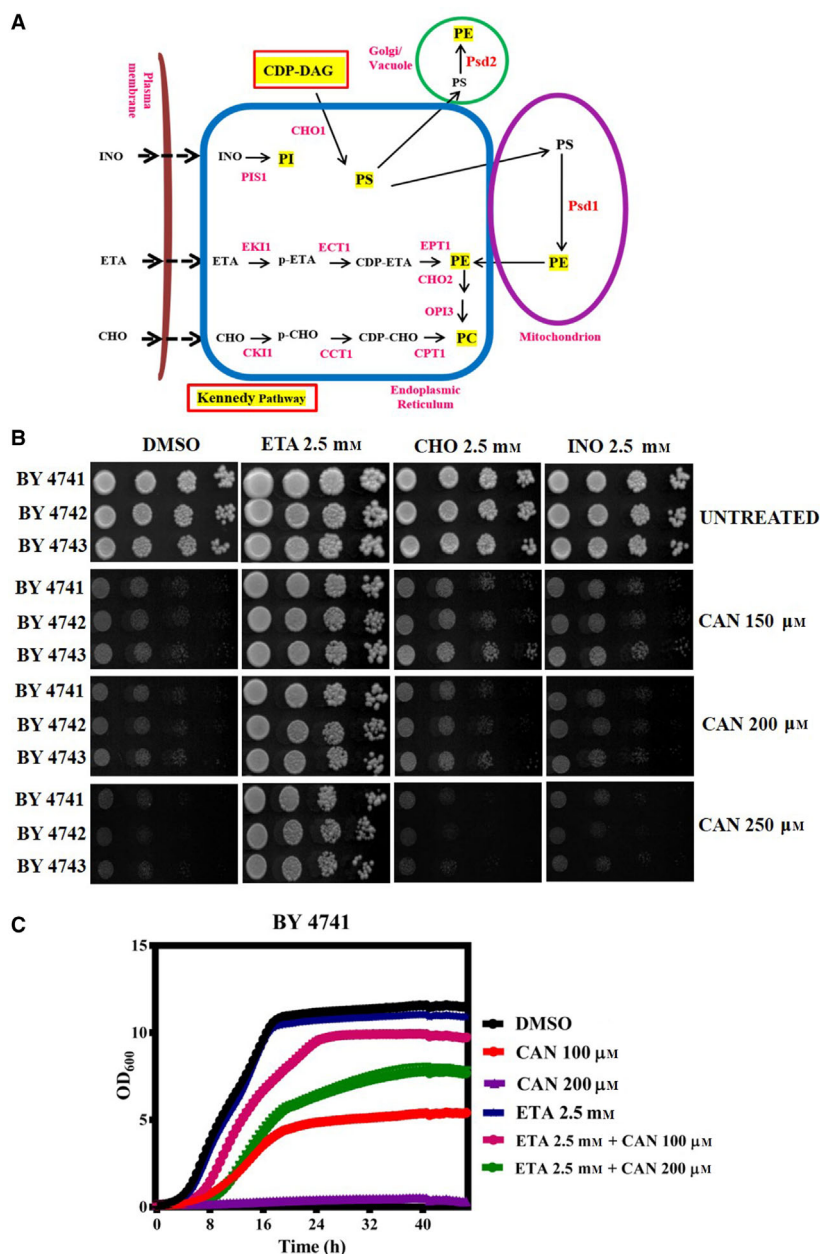 A
Plasma
membrane
CDP-DAG
Golgi/
Vacuole
PE
Psd2
PS
CHO1
INO
INO
PI
PIS1
PS
PS
Psd1
PE
ETA
ETA
EKI1
p-ETA
ECT1
CDP-ETA
EPT1
PE
CHO2
OPI3
CHO
CHO
CKI1
p-CHO
CCT1
CDP-CHO
CPT1
PC
Mitochondrion
Kennedy Pathway
Endoplasmic
Reticulum
B
DMSO
ETA 2.5 mM
CHO 2.5 mM
INO 2.5 mM
BY 4741
BY 4742
BY 4743
UNTREATED
BY 4741
BY 4742
BY 4743
CAN 150 µM
BY 4741
BY 4742
BY 4743
CAN 200 µM
BY 4741
BY 4742
BY 4743
CAN 250 µM
C
BY 4741
15
10
5
0
OD600
0 8 16 24 32 40
Time (h)
DMSO
CAN 100 µM
CAN 200 µM
ETA 2.5 mM
ETA 2.5 mM + CAN 100 µM
ETA 2.5 mM + CAN 200 µM